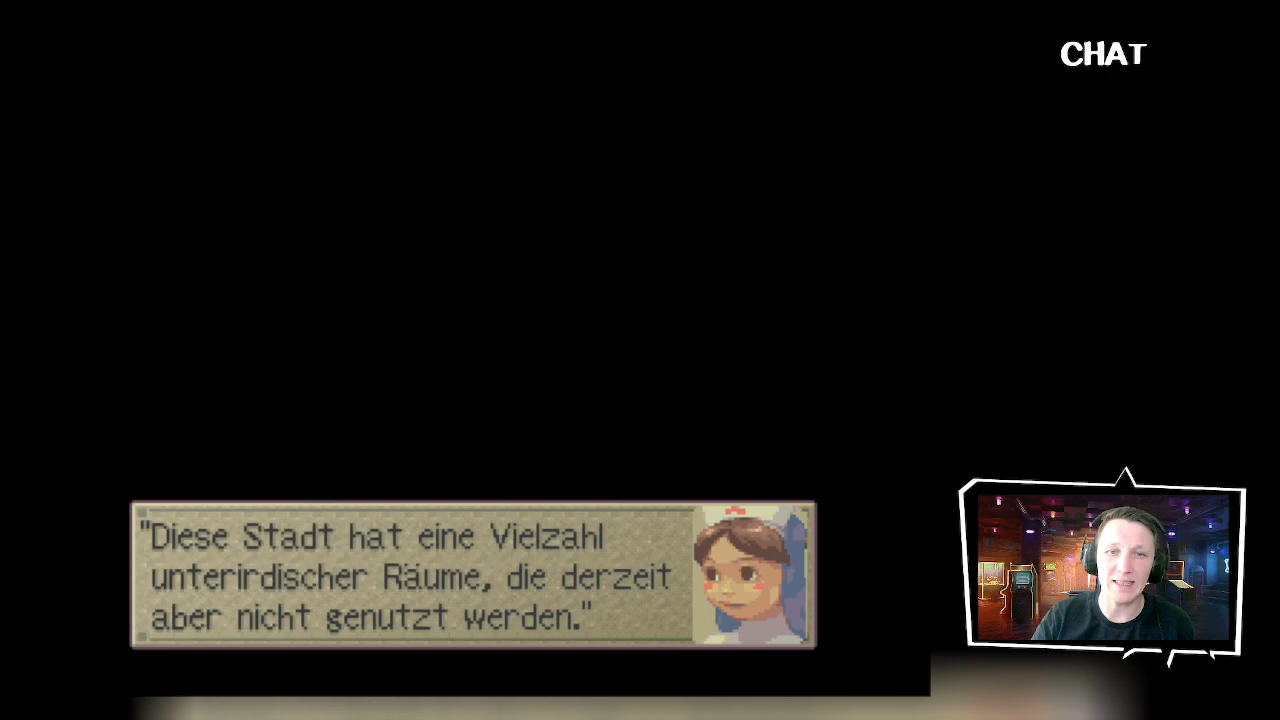 CHAT
"Diese Stadt hat eine Vielzahl
unterirdischer Räume, die derzeit
aber nicht genutzt werden."